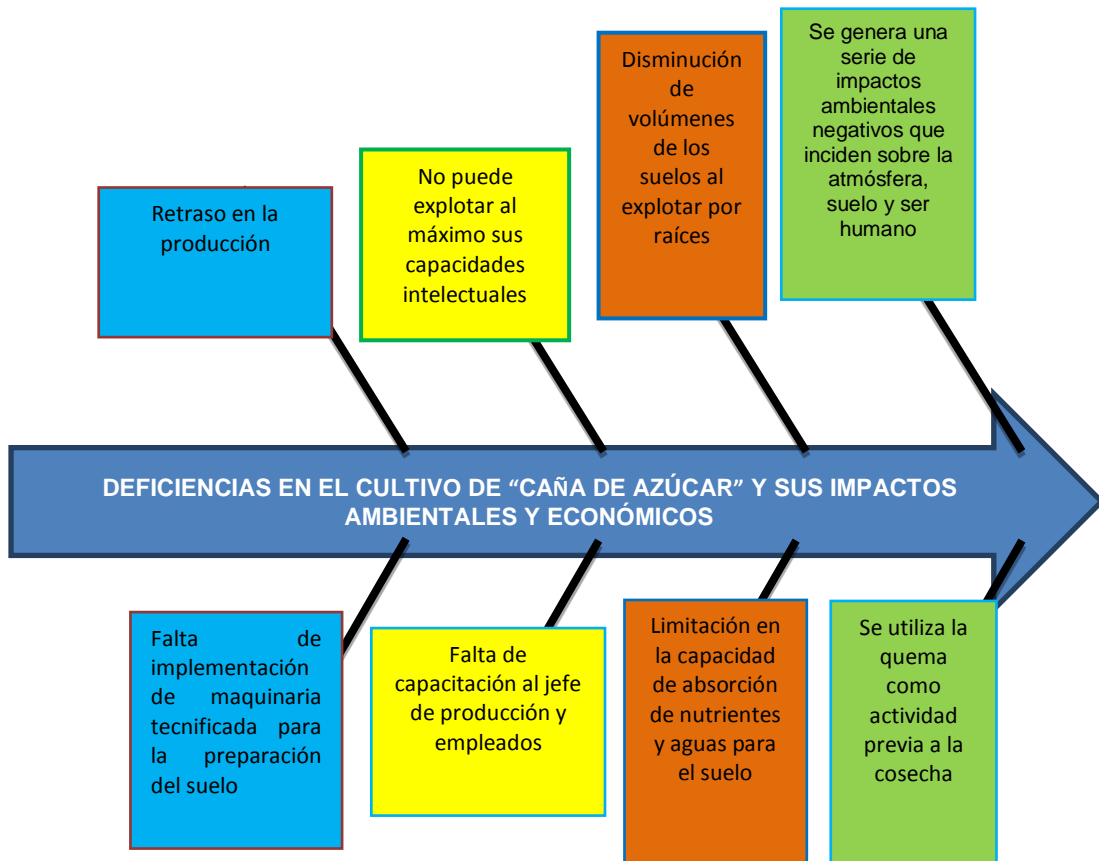 Retraso en la
producción
No puede
explotar al
máximo sus
capacidades
intelectuales
Disminución
de
volúmenes
de los
suelos al
explotar por
raíces
Se genera una
serie de
impactos
ambientales
negativos que
inciden sobre la
atmósfera,
suelo y ser
humano
DEFICIENCIAS EN EL CULTIVO DE “CAÑA DE AZÚCAR” Y SUS IMPACTOS
AMBIENTALES Y ECONÓMICOS
Falta de
implementación
de maquinaria
tecnificada para
la preparación
del suelo
Falta de
capacitación al jefe
de producción y
empleados
Limitación en
la capacidad
de absorción
de nutrientes
y aguas para
el suelo
Se utiliza la
quema
como
actividad
previa a la
cosecha